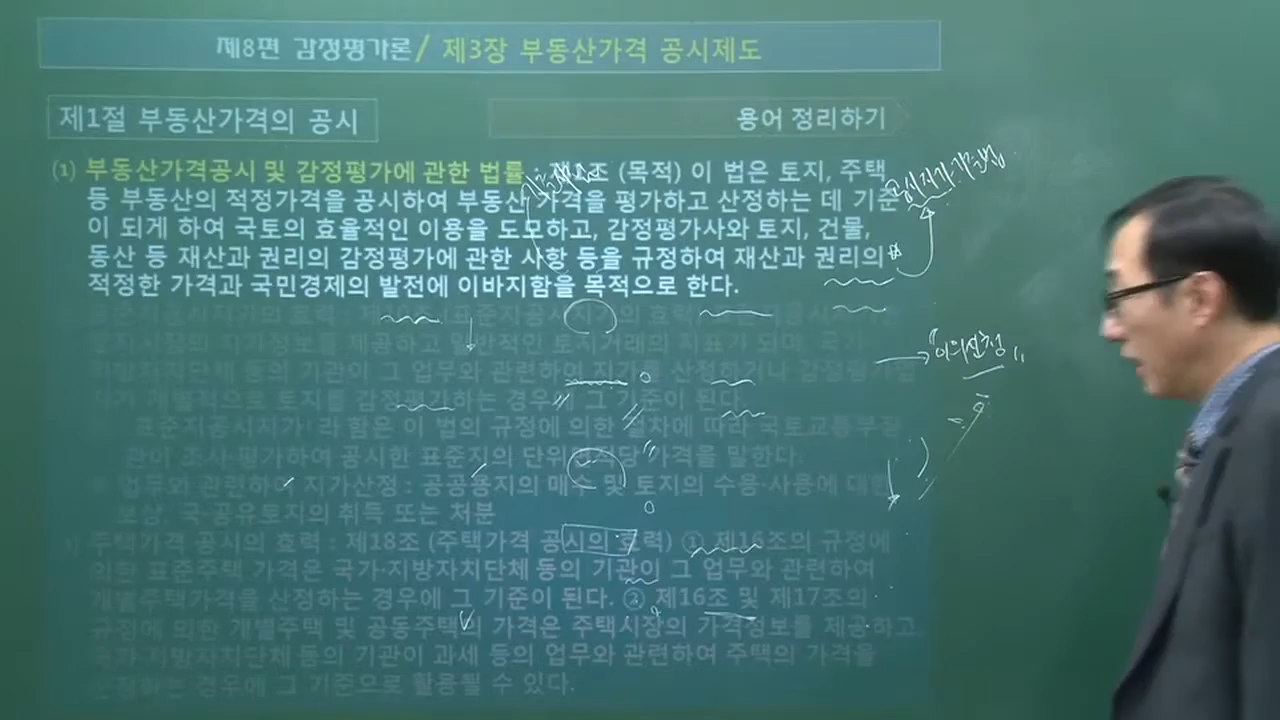 제8편 감정평가론 / 제3장 부동산가격 공시제도
제1절 부동산가격의 공시
용어 정리하기
(1) 부동산가격공시 및 감정평가에 관한 법률 : 조 (목적) 이 법은 토지, 주택
등 부동산의 적정가격을 공시하여 부동산 가격을 평가하고 산정하는 데 기준
이 되게 하여 국토의 효율적인 이용을 도모하고, 감정평가사와 토지, 건물,
동산 등 재산과 권리의 감정평가에 관한 사항 등을 규정하여 재산과 권리의
적정한 가격과 국민경제의 발전에 이바지함을 목적으로 한다.
표준지공시지가의 효력
토지시장의 지가정보를 제공하고 일반적인 토지거래의 지표가 되며, 국가
지방자치단체 등의 기관이 그 업무와 관련하여 지가를 산정하거나 감정평가업
자가 개별적으로 토지를 감정평가하는 경우에 그 기준이 된다.
표준지공시지가 라 함은 이 법의 규정에 의한 절차에 따라 국토교통부장
관이 조사·평가하여 공시한 표준지의 단위면적당 가격을 말한다.
업무와 관련하여 지가산정 : 공공용지의 매수 및 토지의 수용·사용에 대한
보상, 국·공유토지의 취득 또는 처분
주택가격 공시의 효력 : 제18조 (주택가격 공시의 효력) ① 제16조의 규정에
의한 표준주택 가격은 국가·지방자치단체 등의 기관이 그 업무와 관련하여
개별주택가격을 산정하는 경우에 그 기준이 된다. ② 제16조 및 제17조의
규정에 의한 개별주택 및 공동주택의 가격은 주택시장의 가격정보를 제공하고,
국가·지방자치단체 등의 기관이 과세 등의 업무와 관련하여 주택의 가격을
산정하는 경우에 그 기준으로 활용될 수 있다.
"이의신청"